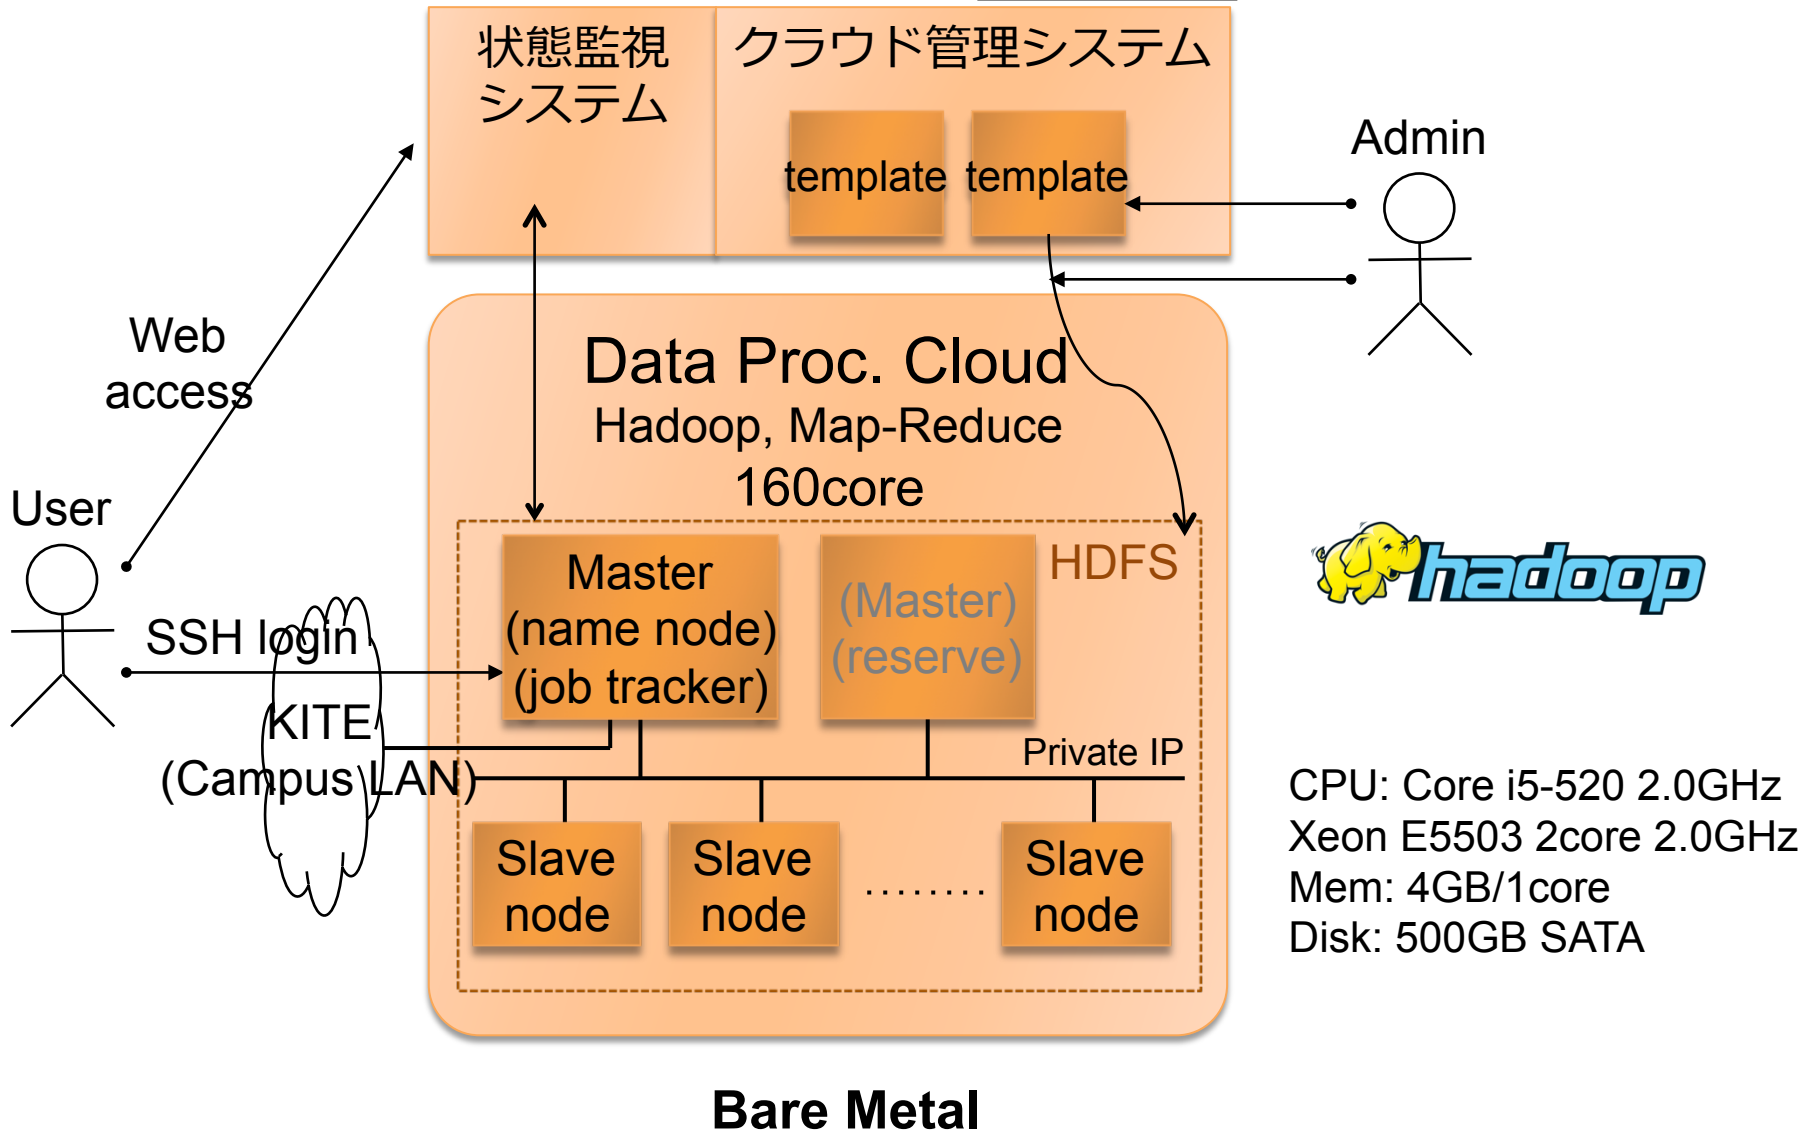 状態監視
システム
クラウド管理システム
template
template
Admin
Web
access
Data Proc. Cloud
Hadoop, Map-Reduce
160core
User
HDFS
Master
(name node)
(job tracker)
(Master)
(reserve)
hadoop
SSH login
KITE
(Campus LAN)
Private IP
Slave
node
Slave
node
........
Slave
node
CPU: Core i5-520 2.0GHz
Xeon E5503 2core 2.0GHz
Mem: 4GB/1core
Disk: 500GB SATA
Bare Metal